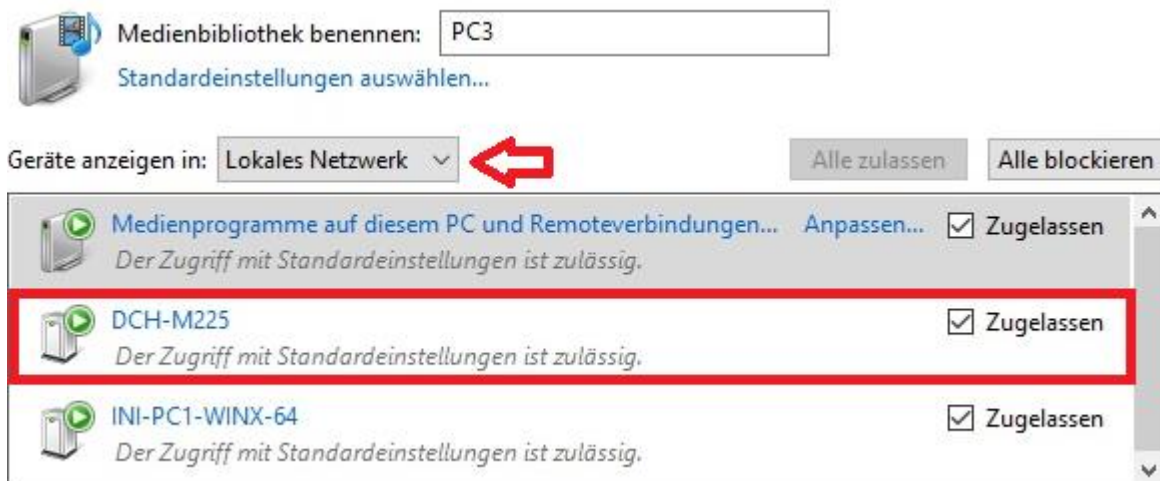 Medienbibliothek benennen: PC3
Standardeinstellungen auswählen...
Geräte anzeigen in: Lokales Netzwerk Alle zulassen Alle blockieren
Medienprogramme auf diesem PC und Remoteverbindungen... Anpassen... Zugelassen
Der Zugriff mit Standardeinstellungen ist zulässig.
DCH-M225 Zugelassen
Der Zugriff mit Standardeinstellungen ist zulässig.
INI-PC1-WINX-64 Zugelassen
Der Zugriff mit Standardeinstellungen ist zulässig.